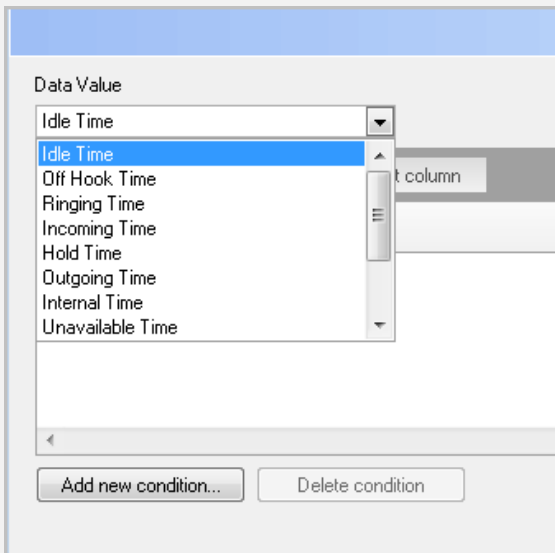 Data Value
Idle Time
Idle Time
Off Hook Time
t column
Ringing Time
Incoming Time
Hold Time
Outgoing Time
Internal Time
Unavailable Time
Add new condition...
Delete condition